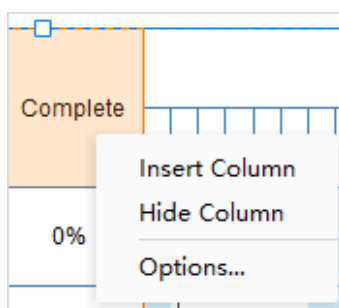 Complete
Insert Column
Hide Column
0%
Options...